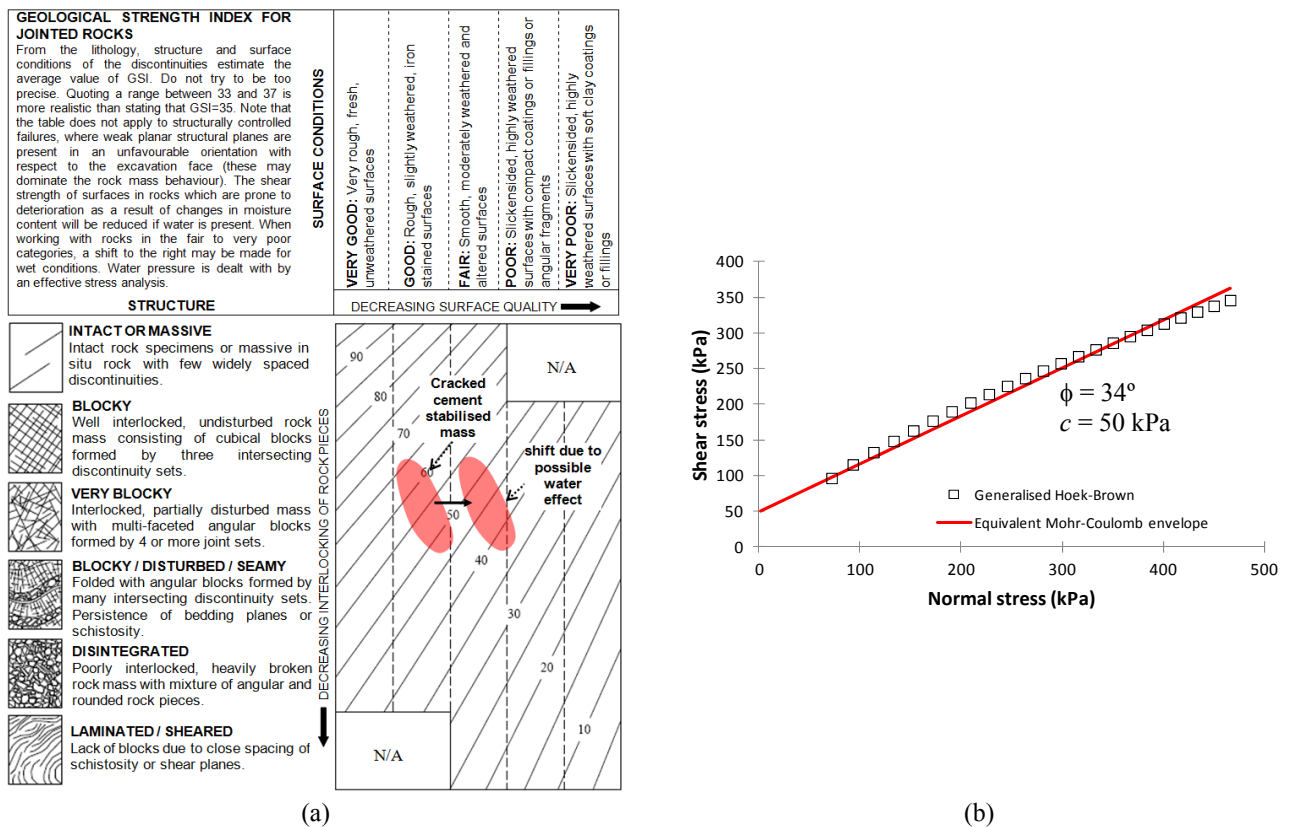 GEOLOGICAL STRENGTH INDEX FOR
JOINTED ROCKS
From the lithology, structure and surface
conditions of the discontinuities estimate the
average value of GSI. Do not try to be too
precise. Quoting a range between 33 and 37 is
more realistic than stating that GSI=35. Note that
the table does not apply to structurally controlled
failures, where weak planar structural planes are
present in an unfavourable orientation with
respect to the excavation face (these may
dominate the rock mass behaviour). The shear
strength of surfaces in rocks which are prone to
deterioration as a result of changes in moisture
content will be reduced if water is present. When
working with rocks in the fair to very poor
categories, a shift to the right may be made for
wet conditions. Water pressure is dealt with by
an effective stress analysis.
STRUCTURE
SURFACE CONDITIONS
VERY GOOD: Very rough, fresh,
unweathered surfaces
GOOD: Rough, slightly weathered, iron
stained surfaces
FAIR: Smooth, moderately weathered and
altered surfaces
POOR: Slickensided, highly weathered
surfaces with compact coatings or fillings or
angular fragments
VERY POOR: Slickensided, highly
weathered surfaces with soft clay coatings
or fillings
DECREASING SURFACE QUALITY
INTACT OR MASSIVE
Intact rock specimens or massive in
situ rock with few widely spaced
discontinuities.
BLOCKY
Well interlocked, undisturbed rock
mass consisting of cubical blocks
formed by three intersecting
discontinuity sets.
VERY BLOCKY
Interlocked, partially disturbed mass
with multi-faceted angular blocks
formed by 4 or more joint sets.
BLOCKY / DISTURBED / SEAMY
Folded with angular blocks formed by
many intersecting discontinuity sets.
Persistence of bedding planes or
schistosity.
DISINTEGRATED
Poorly interlocked, heavily broken
rock mass with mixture of angular and
rounded rock pieces.
LAMINATED / SHEARED
Lack of blocks due to close spacing of
schistosity or shear planes.
DECREASING INTERLOCKING OF ROCK PIECES
90
N/A
80
Cracked
cement
stabilised
mass
70
shift due to
possible
water
effect
60
50
40
30
20
10
N/A
(a)
Shear stress (kPa)
400
350
300
250
200
150
100
50
0
ϕ = 34º
c = 50 kPa
Generalised Hoek-Brown
Equivalent Mohr-Coulomb envelope
0 100 200 300 400 500
Normal stress (kPa)
(b)